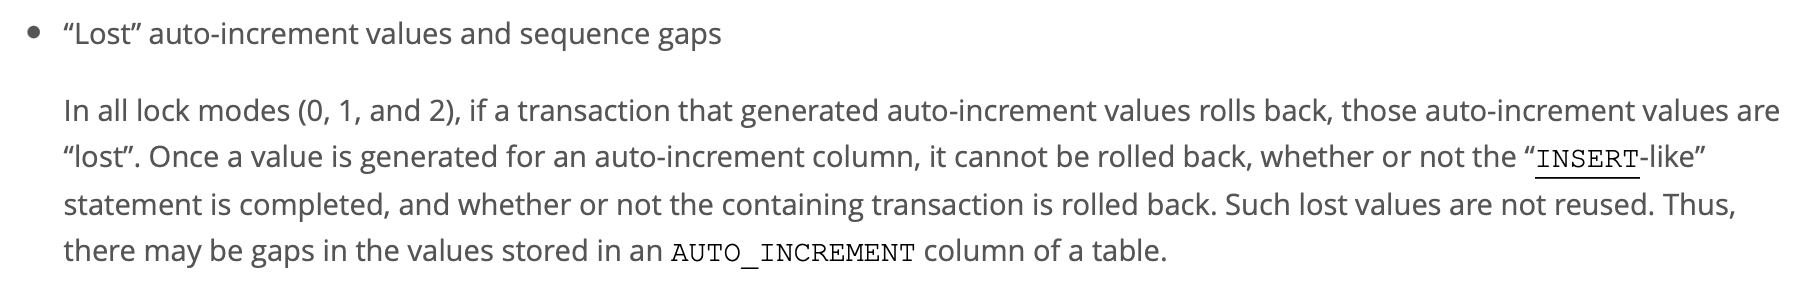 • “Lost” auto-increment values and sequence gaps
In all lock modes (0, 1, and 2), if a transaction that generated auto-increment values rolls back, those auto-increment values are
“lost”. Once a value is generated for an auto-increment column, it cannot be rolled back, whether or not the “INSERT-like”
statement is completed, and whether or not the containing transaction is rolled back. Such lost values are not reused. Thus,
there may be gaps in the values stored in an AUTO_INCREMENT column of a table.